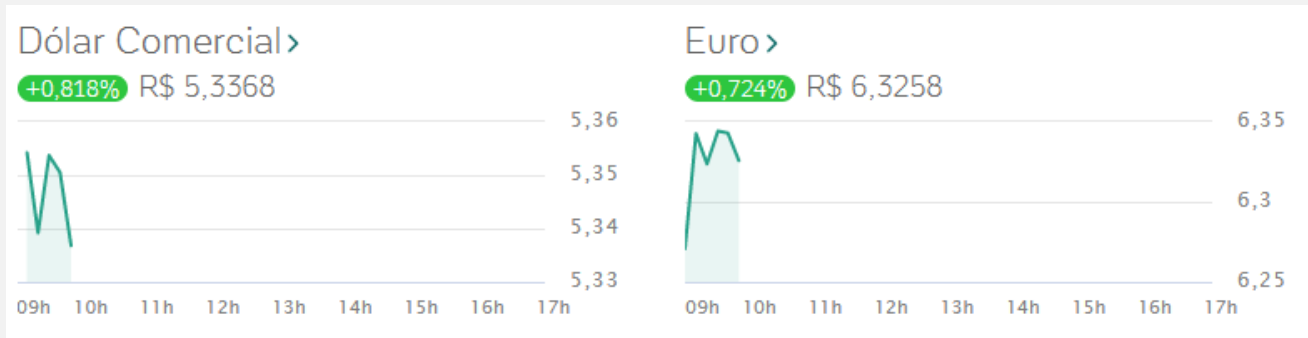 Dólar Comercial
+0,818% R$ 5,3368
5,36
5,35
5,34
5,33
09h 10h 11h 12h 13h 14h 15h 16h 17h
Euro
+0,724% R$ 6,3258
6,35
6,3
6,25
09h 10h 11h 12h 13h 14h 15h 16h 17h